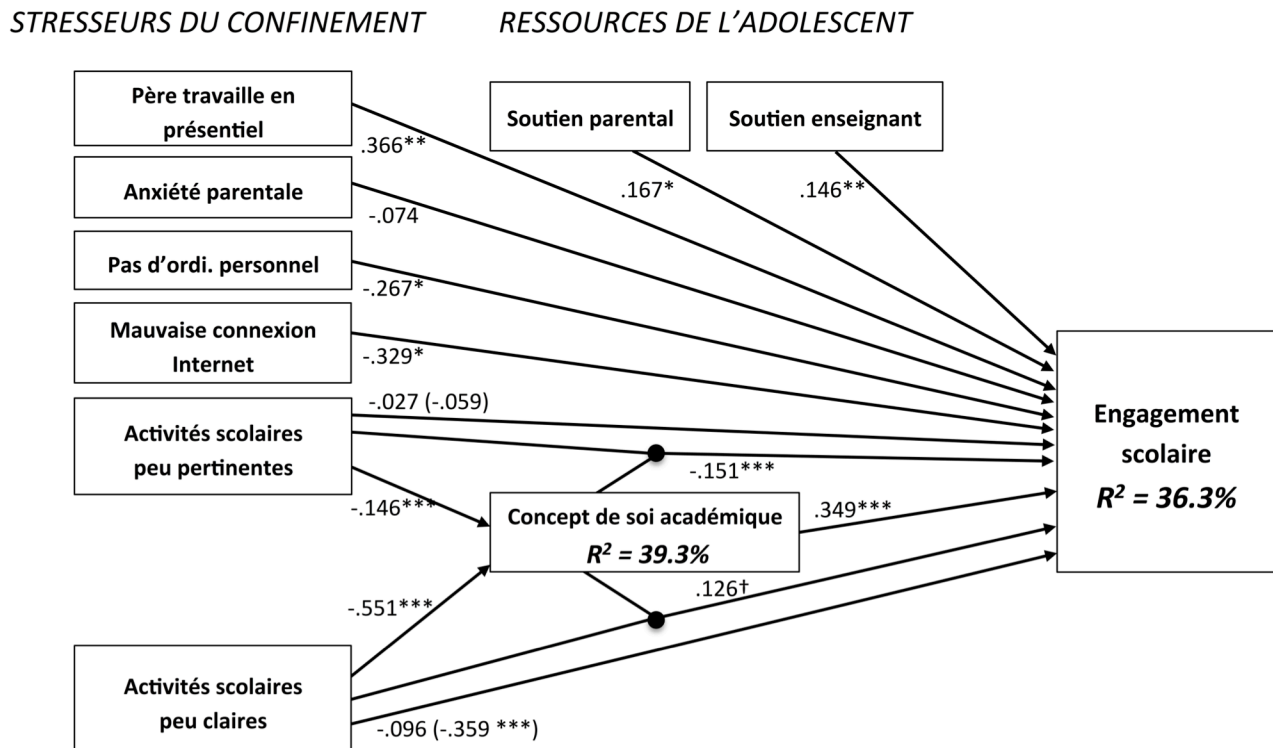 STRESSEURS DU CONFINEMENT
RESSOURCES DE L'ADOLESCENT
Père travaille en
présentiel
.366**
Soutien parental
.167*
Soutien enseignant
.146**
Anxiété parentale
-.074
Pas d'ordi. personnel
-.267*
Mauvaise connexion
Internet
-.329*
Activités scolaires
peu pertinentes
-.027 (-.059)
-.151***
-.146***
Concept de soi académique
R² = 39.3%
.349***
Engagement
scolaire
R² = 36.3%
.126†
-.551***
Activités scolaires
peu claires
-.096 (-.359 ***)